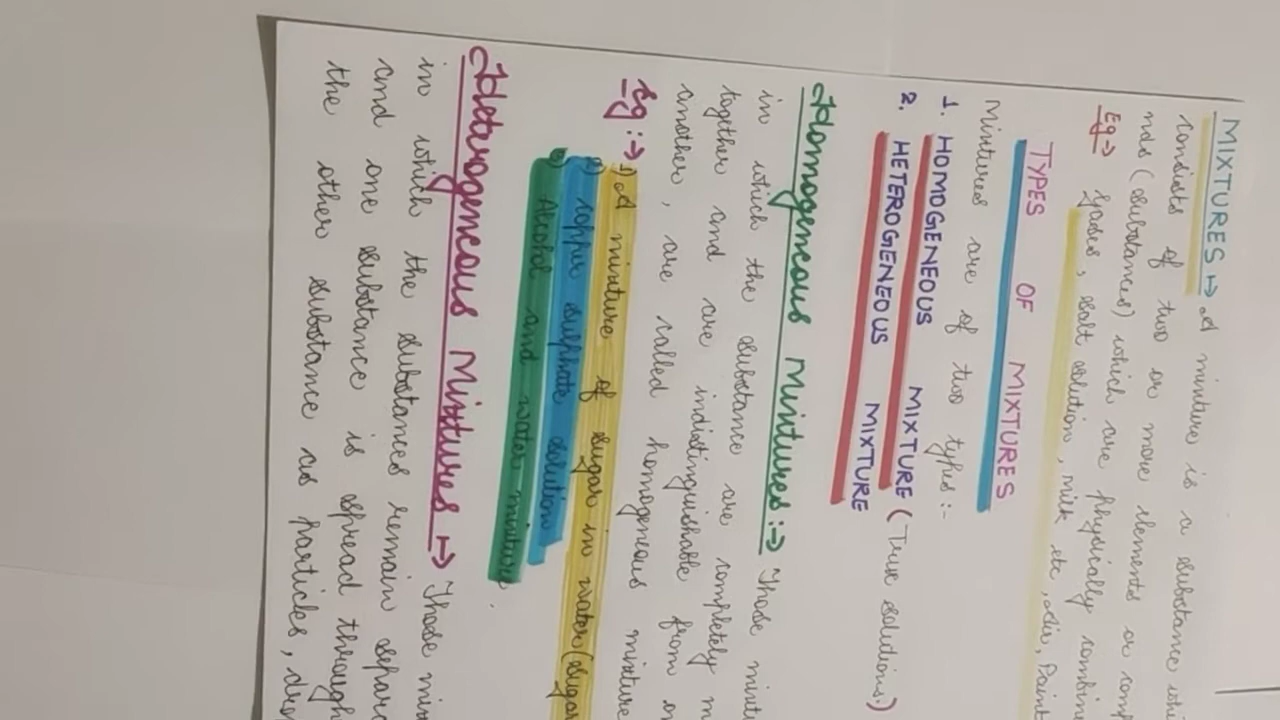 MIXTURES → A mixture is a substance whi
consists of two or more elements or comp
nds (substances) which are physically combin
Eg → Gases, salt solution, milk etc, Air, Paint
TYPES OF MIXTURES
Mixtures are of two types :-
1. HOMOGENEOUS MIXTURE (True solutions)
2. HETEROGENEOUS MIXTURE
Homogeneous Mixtures :→ Those mixtu
in which the substance are completely m
together and are indistinguishable from on
another, are called homogeneous mixture
Eg :→ 1) A mixture of sugar in water (sugar
2) copper sulphate solution
3) Alcohol and water mixture.
Heterogeneous Mixtures → Those mix
in which the substances remain separa
and one substance is spread through
the other substance as particles, dro